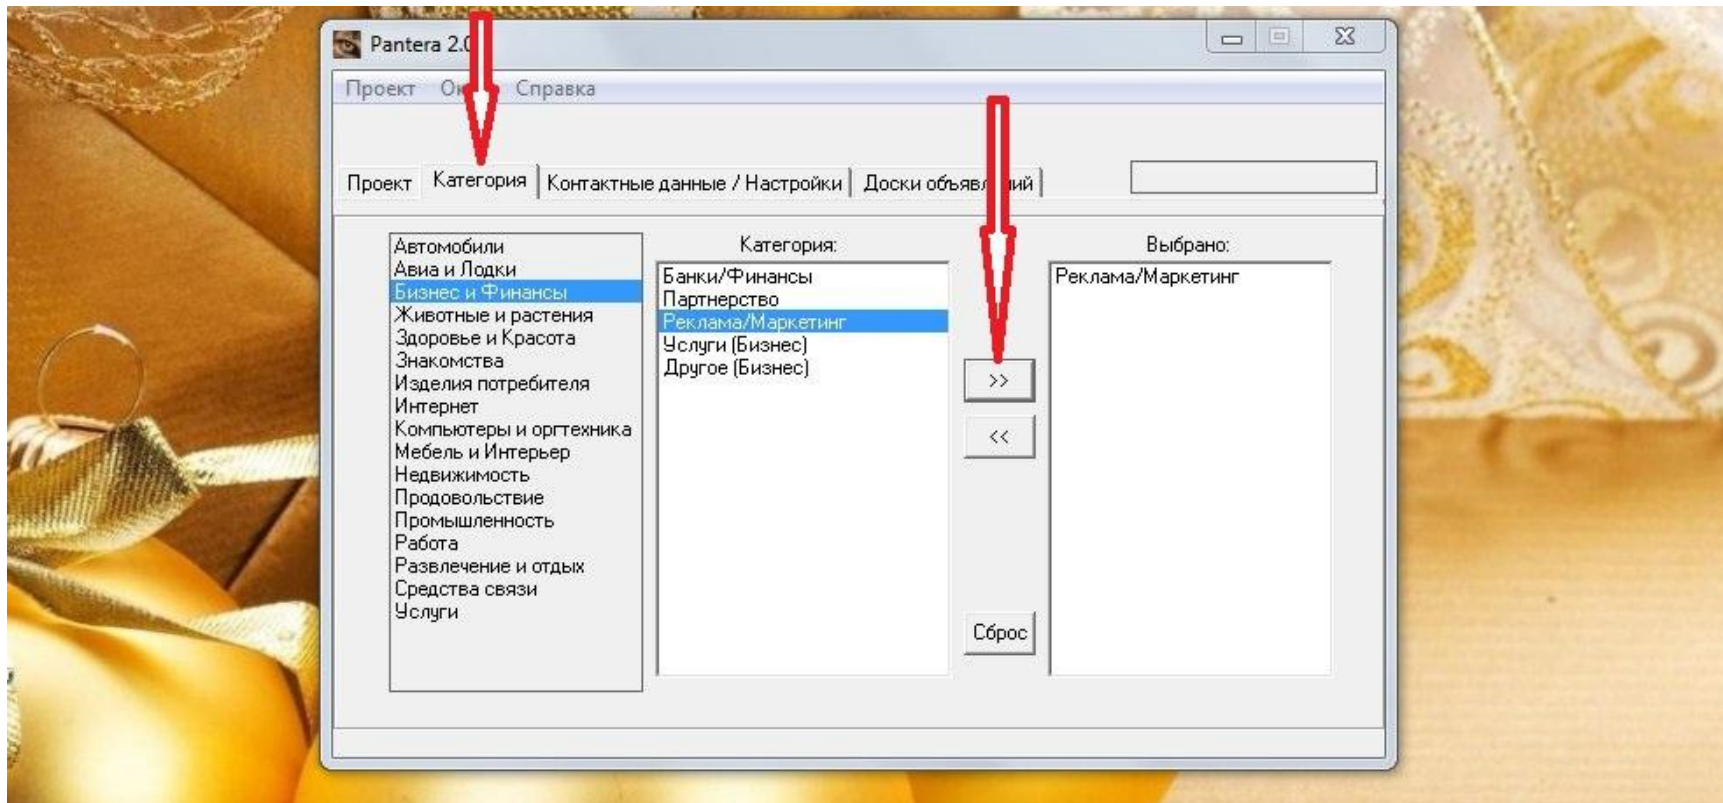 Pantera 2.0
Проект Справка
Проект Категория Контактные данные / Настройки Доски объявлений
Автомобили
Авиа и Лодки
Бизнес и Финансы
Животные и растения
Здоровье и Красота
Знакомства
Изделия потребителя
Интернет
Компьютеры и оргтехника
Мебель и Интерьер
Недвижимость
Продовольствие
Промышленность
Работа
Развлечение и отдых
Средства связи
Услуги
Категория:
Банки/Финансы
Партнерство
Реклама/Маркетинг
Услуги (Бизнес)
Другое (Бизнес)
>>
<<
Сброс
Выбрано:
Реклама/Маркетинг